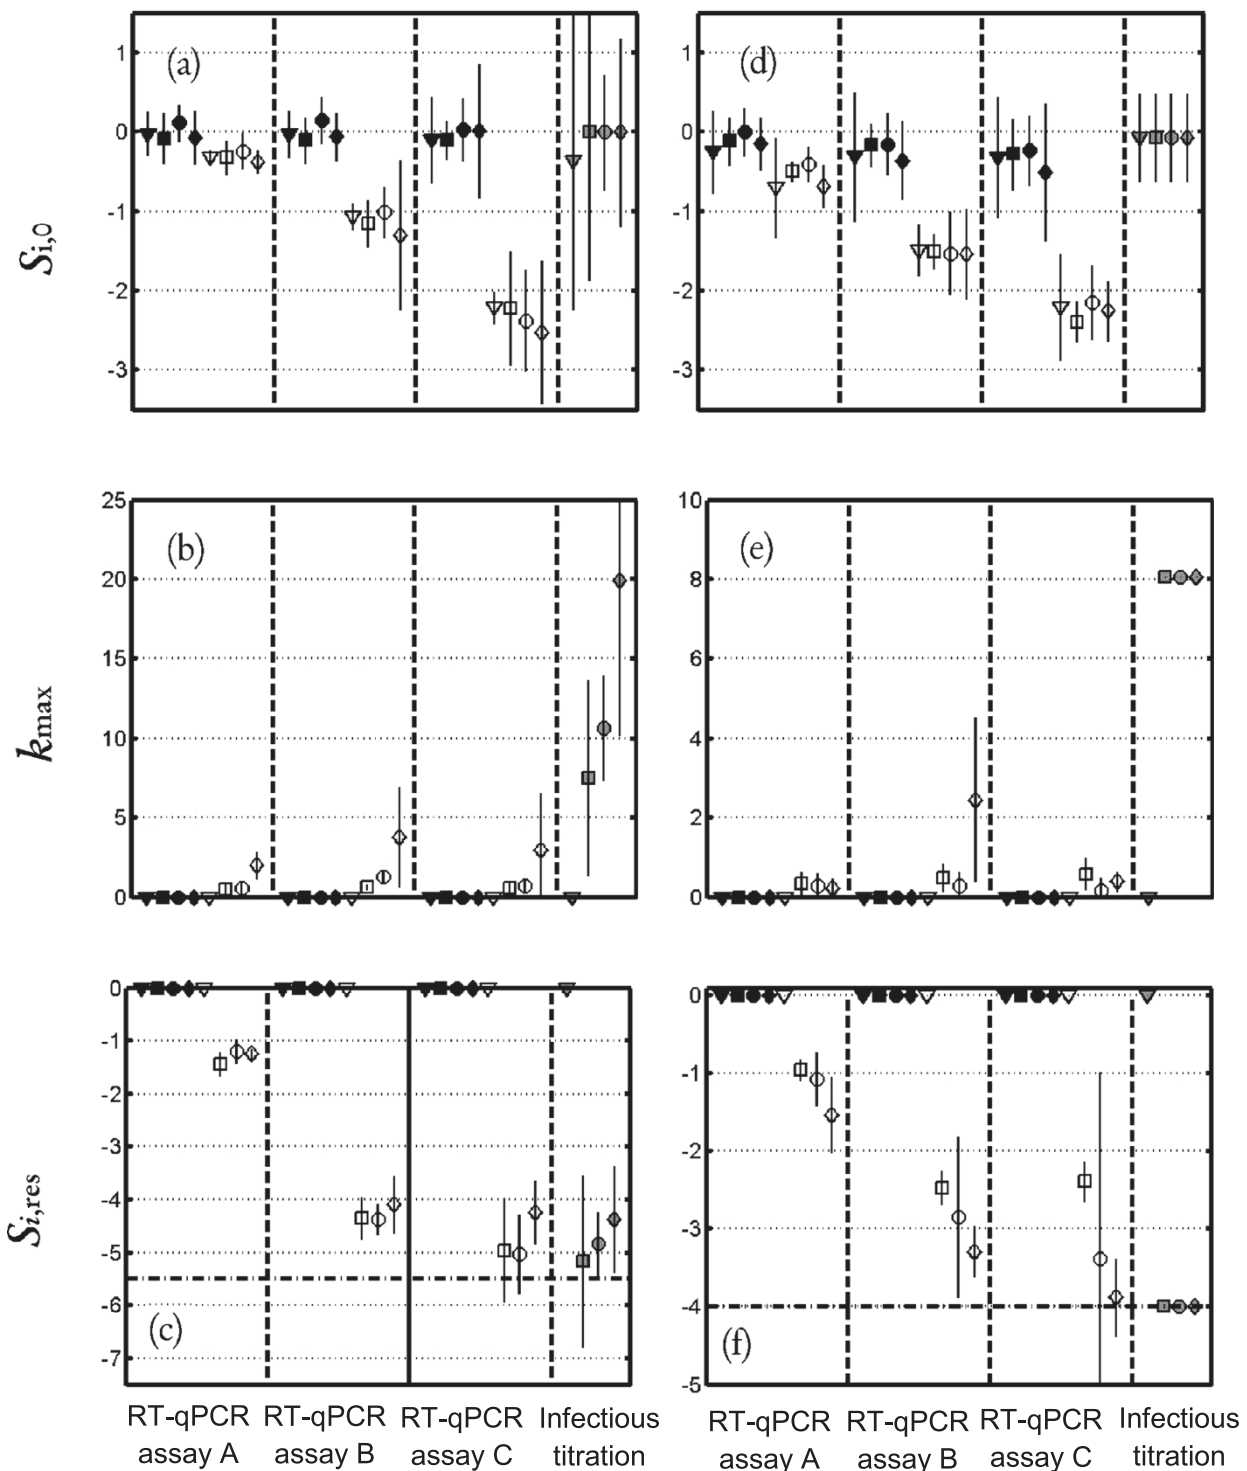 (a)
1
0
-1
-2
-3
Si,0
(d)
1
0
-1
-2
-3
(b)
25
20
15
10
5
0
kmax
(e)
10
8
6
4
2
0
(c)
0
-1
-2
-3
-4
-5
-6
-7
Si,res
(f)
0
-1
-2
-3
-4
-5
RT-qPCR RT-qPCR RT-qPCR Infectious
assay A assay B assay C titration
RT-qPCR RT-qPCR RT-qPCR Infectious
assay A assay B assay C titration